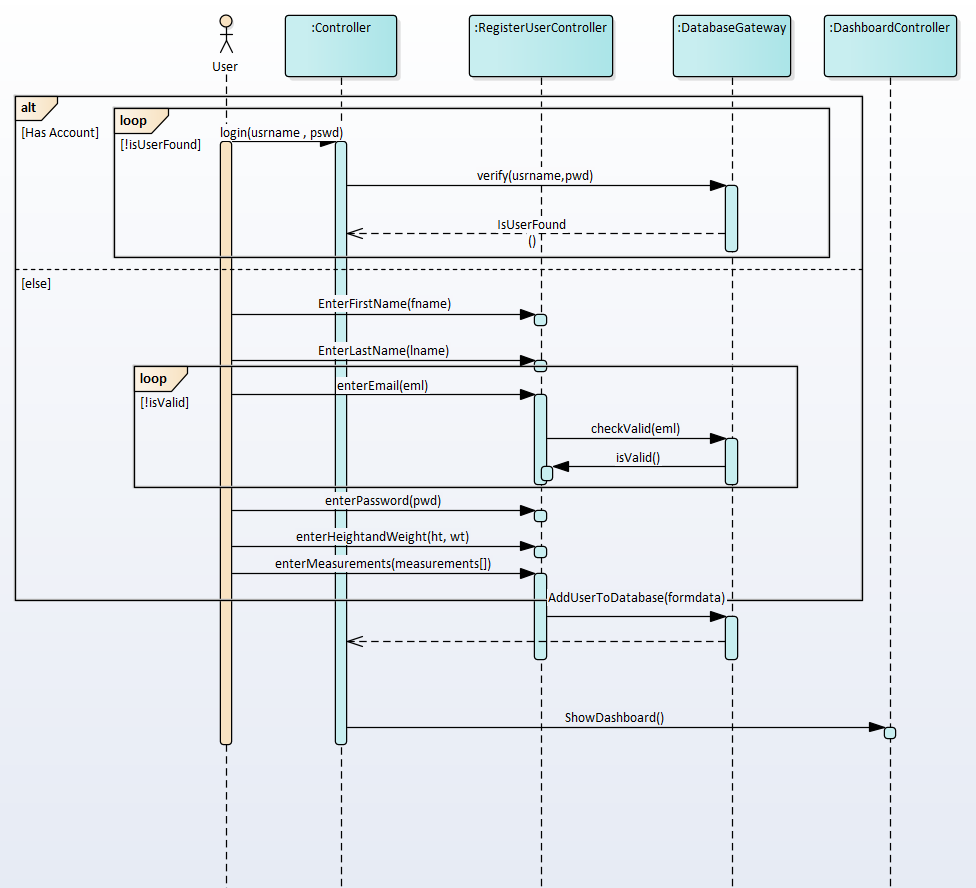 :Controller
:RegisterUserController
:DatabaseGateway
:DashboardController
User
alt
[Has Account]
loop
[!isUserFound]
login(usrname , pswd)
verify(usrname,pwd)
IsUserFound
()
[else]
EnterFirstName(fname)
EnterLastName(lname)
loop
[!isValid]
enterEmail(eml)
checkValid(eml)
isValid()
enterPassword(pwd)
enterHeightandWeight(ht, wt)
enterMeasurements(measurements[])
AddUserToDatabase(formdata)
ShowDashboard()